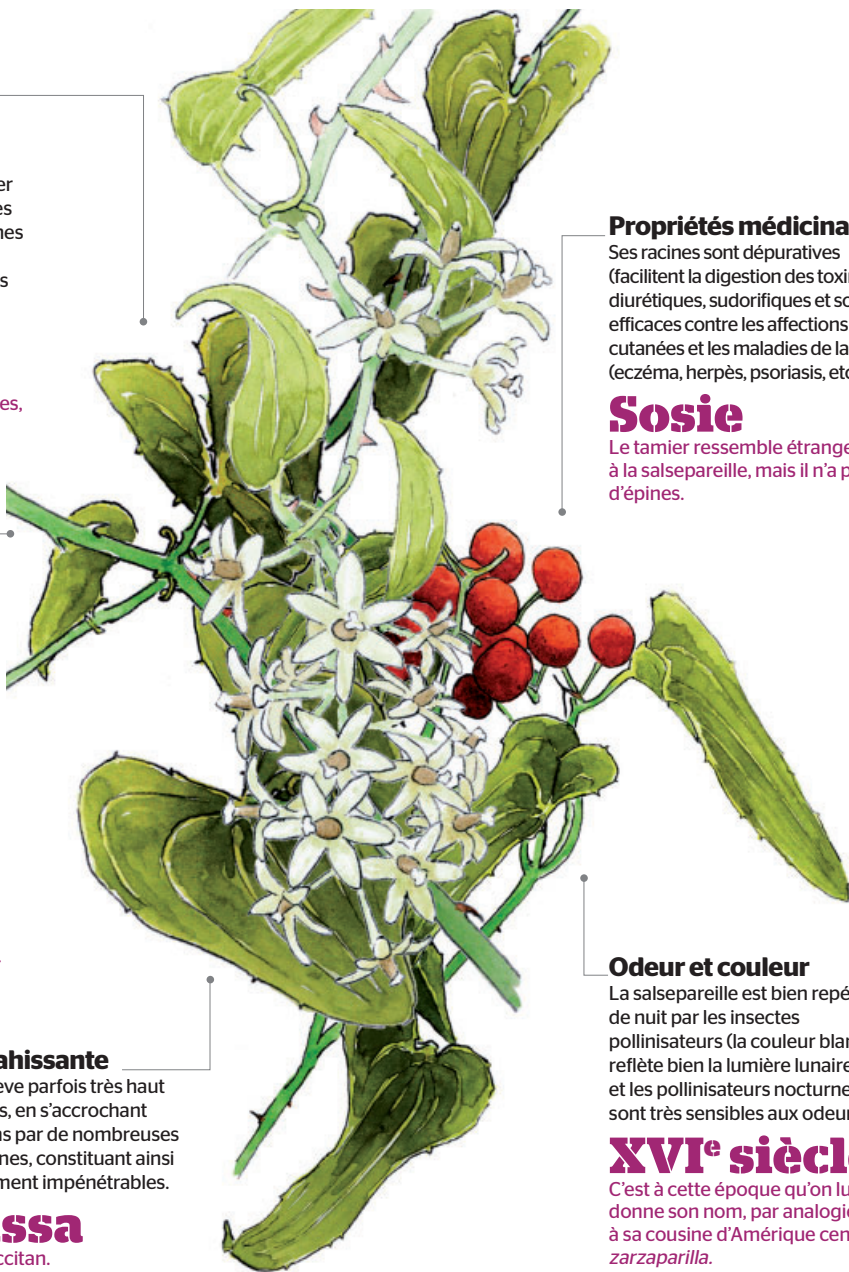 er
es
nes
s
es,
ahissante
ève parfois très haut
s, en s'accrochant
ns par de nombreuses
nes, constituant ainsi
ment impénétrables.
ssa
ccitan.
Propriétés médicina
Ses racines sont dépuratives
(facilitent la digestion des toxi
diurétiques, sudorifiques et so
efficaces contre les affections
cutanées et les maladies de la
(eczéma, herpès, psoriasis, etc
Sosie
Le tamier ressemble étrange
à la salsepareille, mais il n'a p
d'épines.
Odeur et couleur
La salsepareille est bien repé
de nuit par les insectes
pollinisateurs (la couleur blan
reflète bien la lumière lunaire
et les pollinisateurs nocturne
sont très sensibles aux odeur
XVIe siècl
C'est à cette époque qu'on lu
donne son nom, par analogie
à sa cousine d'Amérique cen
zarzaparilla.